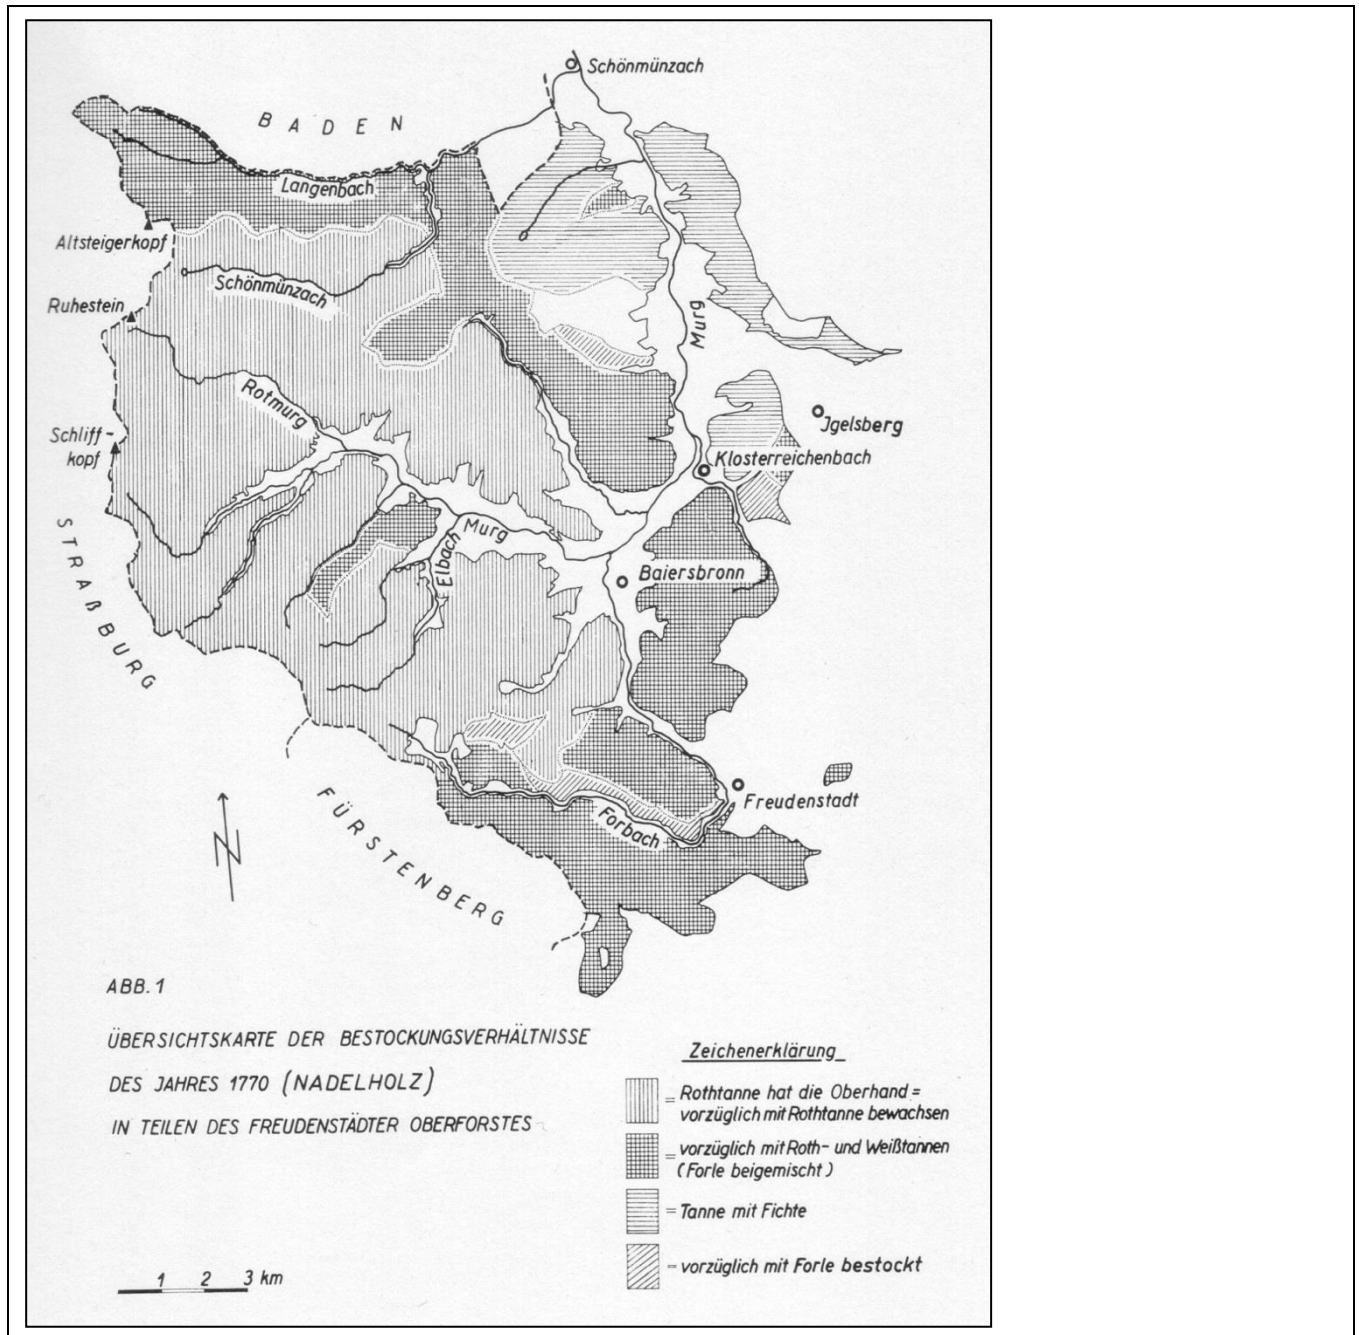 Schönmünzach
BADEN
Langenbach
Altsteigerkopf
Schönmünzach
Ruhestein
Murg
Rotmurg
Jgelsberg
Schliff-
kopf
Klosterreichenbach
STRAßBURG
Murg
Elbach
Baiersbronn
Freudenstadt
Forbach
FÜRSTENBERG
N
ABB. 1
ÜBERSICHTSKARTE DER BESTOCKUNGSVERHÄLTNISSE
DES JAHRES 1770 (NADELHOLZ)
IN TEILEN DES FREUDENSTÄDTER OBERFORSTES
Zeichenerklärung
= Rothtanne hat die Oberhand =
vorzüglich mit Rothtanne bewachsen
= vorzüglich mit Roth- und Weißtannen
(Forle beigemischt)
= Tanne mit Fichte
= vorzüglich mit Forle bestockt
1 2 3 km